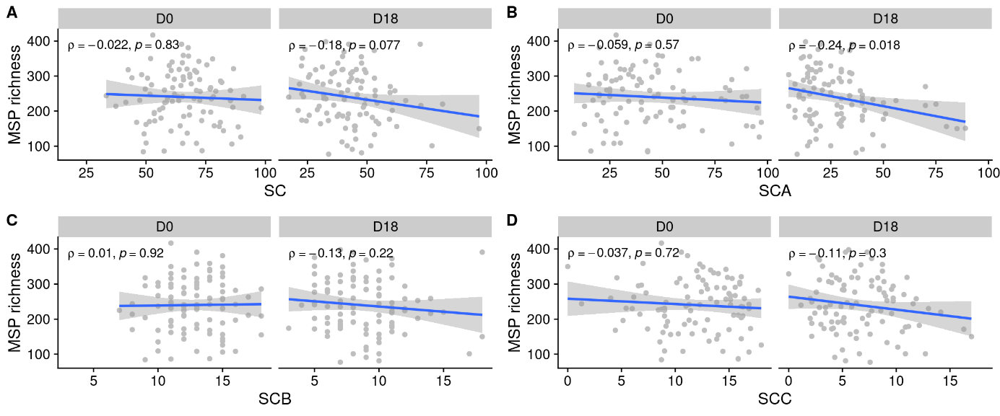 A
D0
D18
ρ = −0.022, p = 0.83
ρ = −0.18, p = 0.077
MSP richness
400
300
200
100
25
50
75
100
25
50
75
100
SC
B
D0
D18
ρ = −0.059, p = 0.57
ρ = −0.24, p = 0.018
MSP richness
400
300
200
100
25
50
75
100
25
50
75
100
SCA
C
D0
D18
ρ = 0.01, p = 0.92
ρ = −0.13, p = 0.22
MSP richness
400
300
200
100
5
10
15
5
10
15
SCB
D
D0
D18
ρ = −0.037, p = 0.72
ρ = −0.11, p = 0.3
MSP richness
400
300
200
100
0
5
10
15
0
5
10
15
SCC